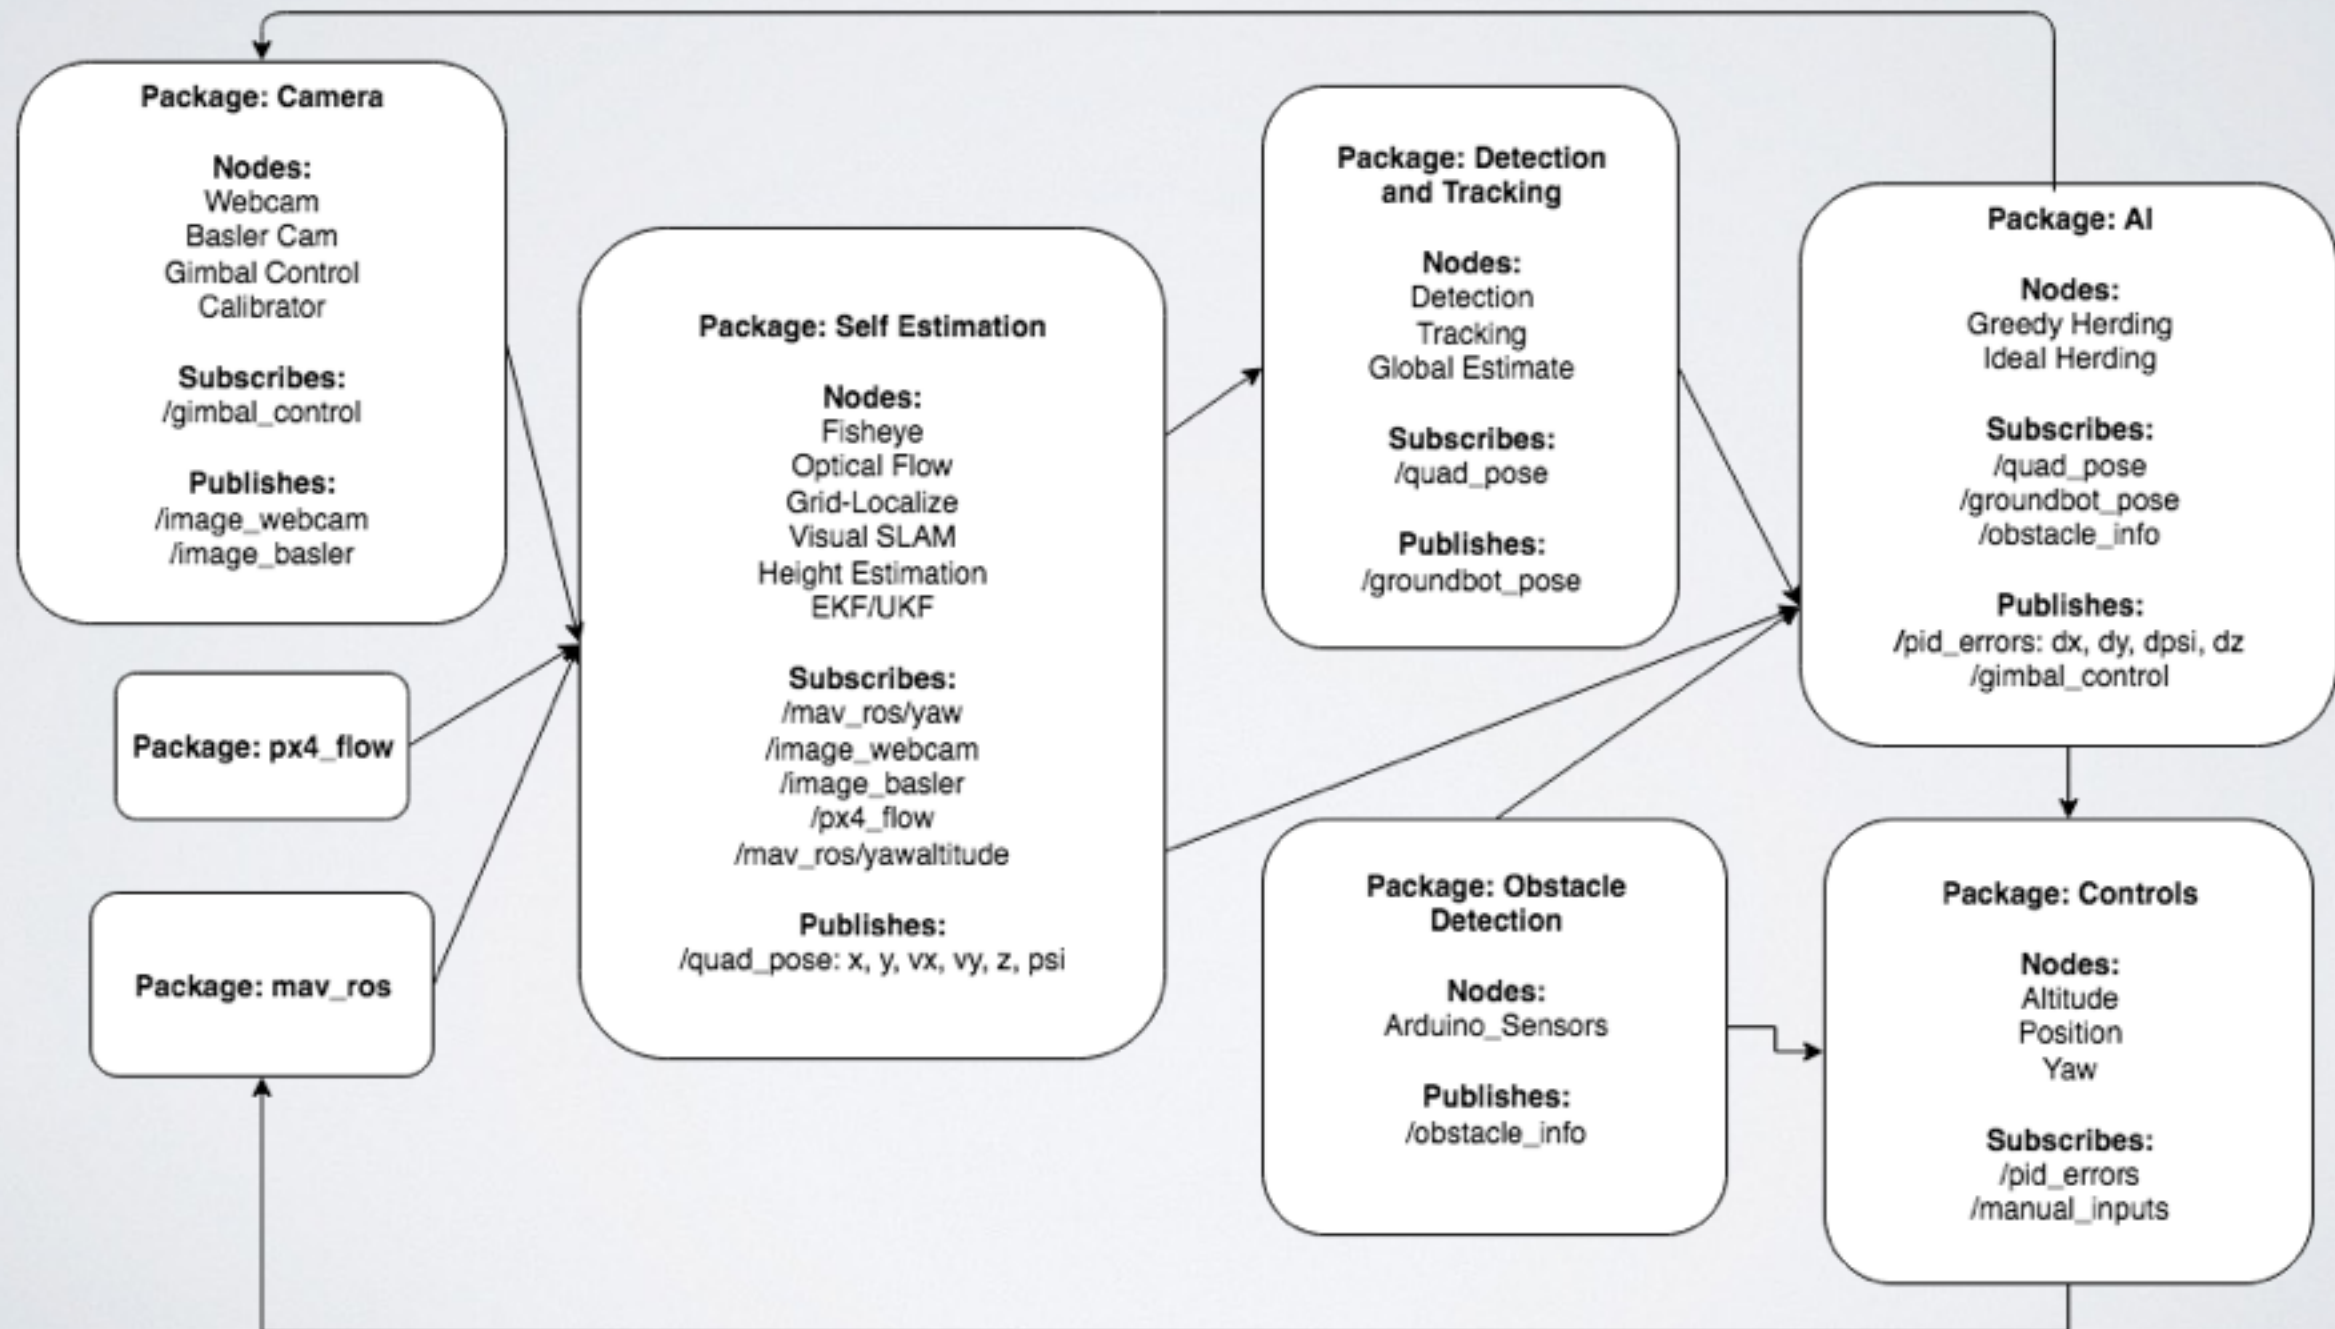 Package: Camera
Nodes:
Webcam
Basler Cam
Gimbal Control
Calibrator
Subscribes:
/gimbal_control
Publishes:
/image_webcam
/image_basler
Package: px4_flow
Package: mav_ros
Package: Self Estimation
Nodes:
Fisheye
Optical Flow
Grid-Localize
Visual SLAM
Height Estimation
EKF/UKF
Subscribes:
/mav_ros/yaw
/image_webcam
/image_basler
/px4_flow
/mav_ros/yawaltitude
Publishes:
/quad_pose: x, y, vx, vy, z, psi
Package: Detection
and Tracking
Nodes:
Detection
Tracking
Global Estimate
Subscribes:
/quad_pose
Publishes:
/groundbot_pose
Package: Obstacle
Detection
Nodes:
Arduino_Sensors
Publishes:
/obstacle_info
Package: AI
Nodes:
Greedy Herding
Ideal Herding
Subscribes:
/quad_pose
/groundbot_pose
/obstacle_info
Publishes:
/pid_errors: dx, dy, dpsi, dz
/gimbal_control
Package: Controls
Nodes:
Altitude
Position
Yaw
Subscribes:
/pid_errors
/manual_inputs